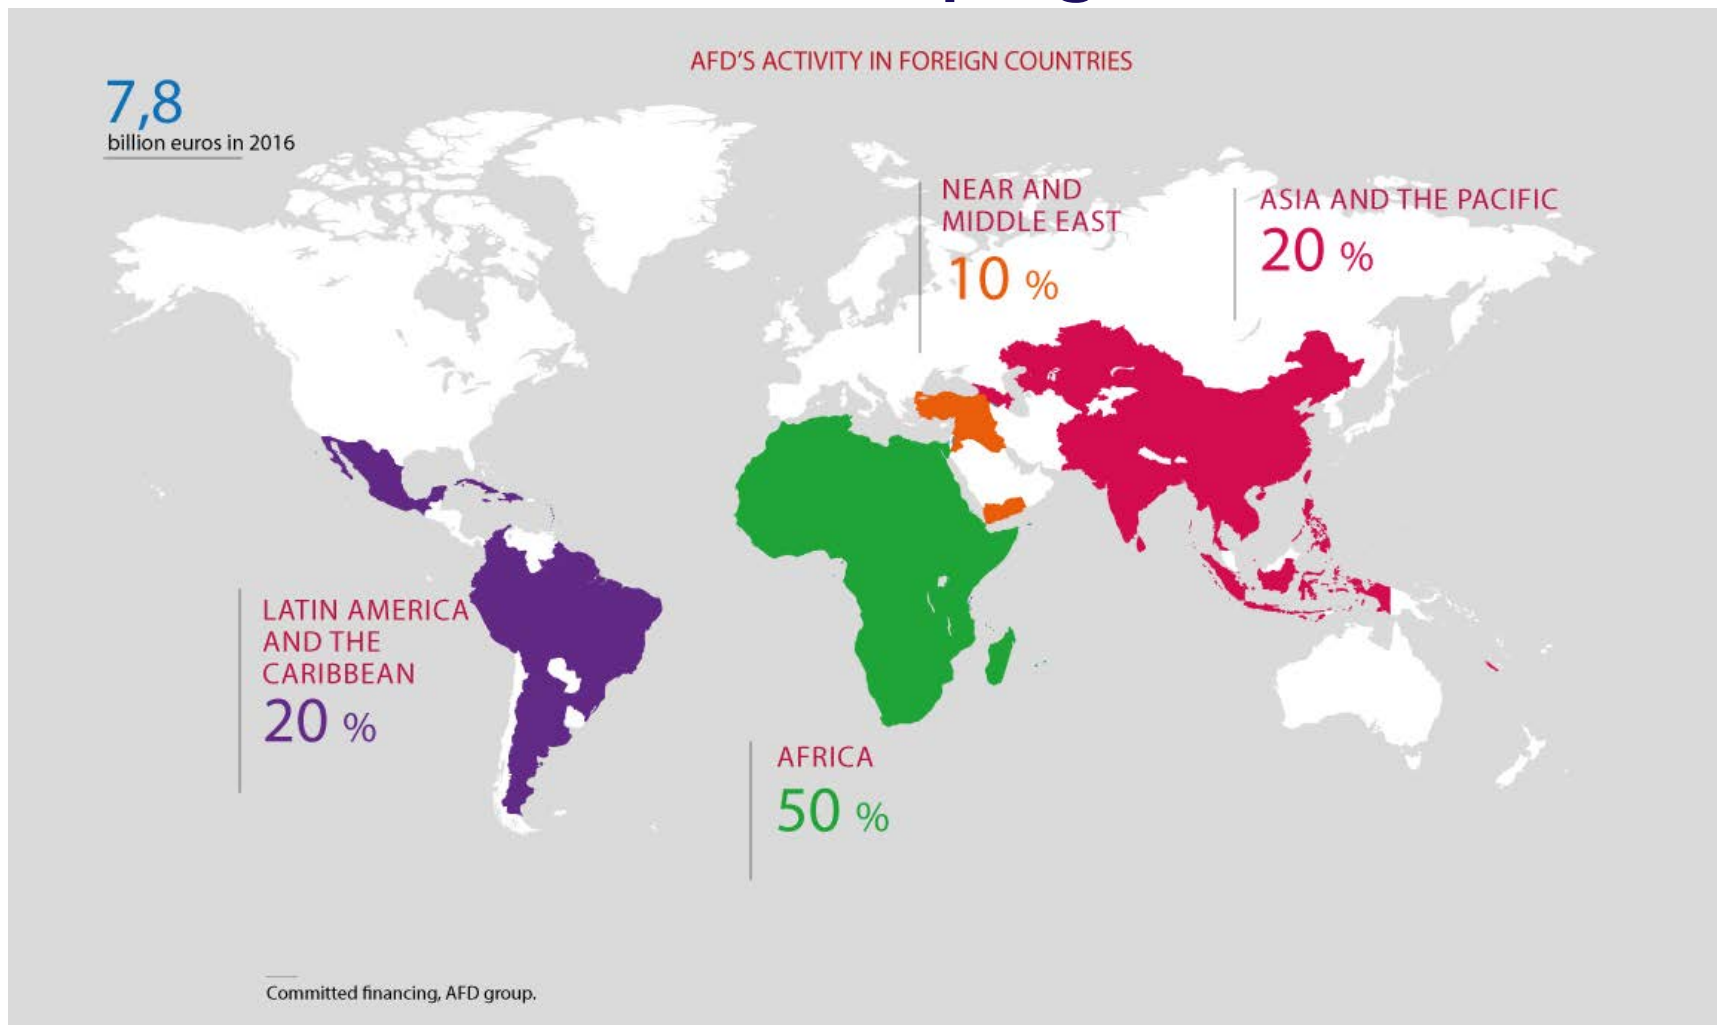 AFD'S ACTIVITY IN FOREIGN COUNTRIES
7,8
billion euros in 2016
NEAR AND
MIDDLE EAST
10 %
ASIA AND THE PACIFIC
20 %
LATIN AMERICA
AND THE
CARIBBEAN
20 %
AFRICA
50 %
Committed financing, AFD group.